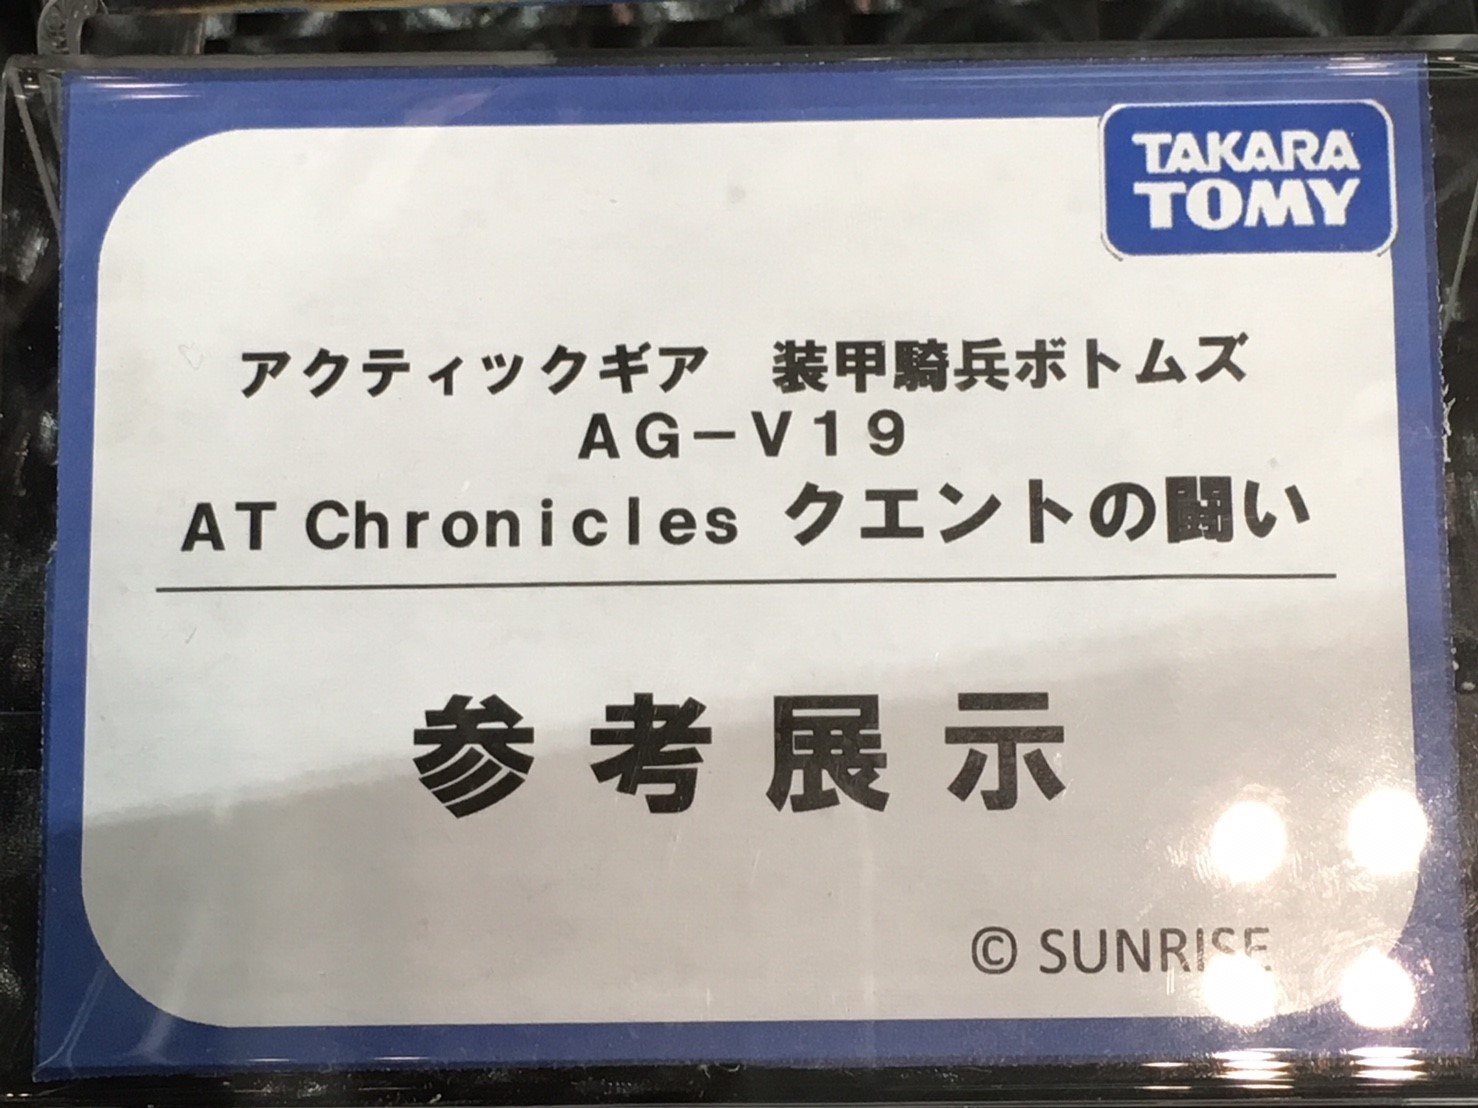 TAKARA
TOMY
アクティックギア　装甲騎兵ボトムズ
ＡＧ－Ｖ１９
AT Chronicles クエントの闘い
参考展示
© SUNRISE